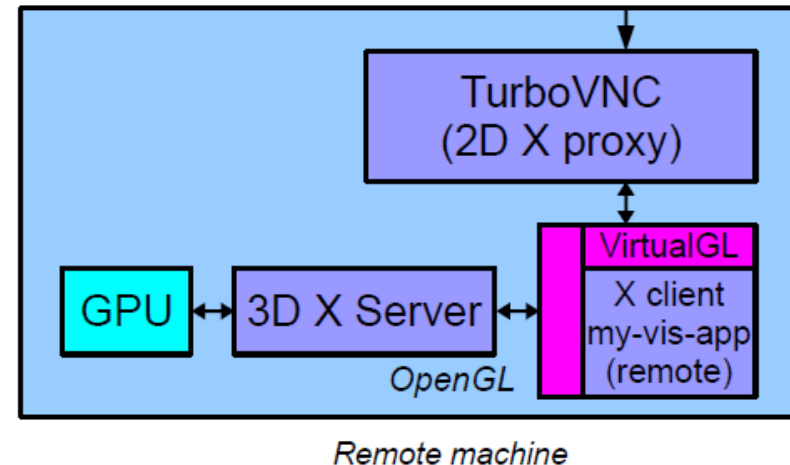 TurboVNC
(2D X proxy)
VirtualGL
GPU
3D X Server
X client
my-vis-app
(remote)
OpenGL
Remote machine